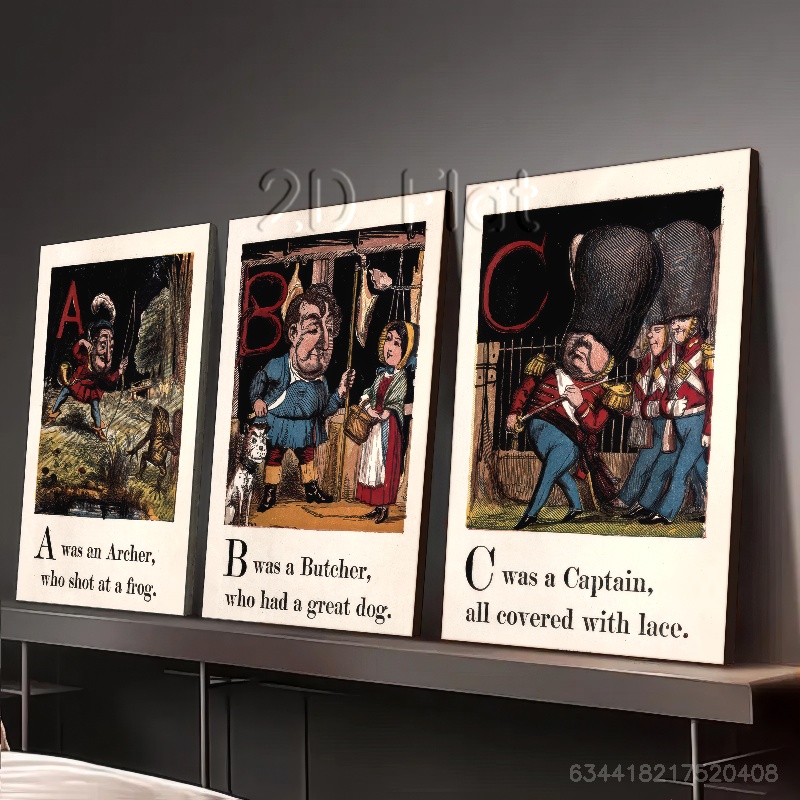 2D Flat
A
A was an Archer,
who shot at a frog.
B
B was a Butcher,
who had a great dog.
C
C was a Captain,
all covered with lace.
634418217520408